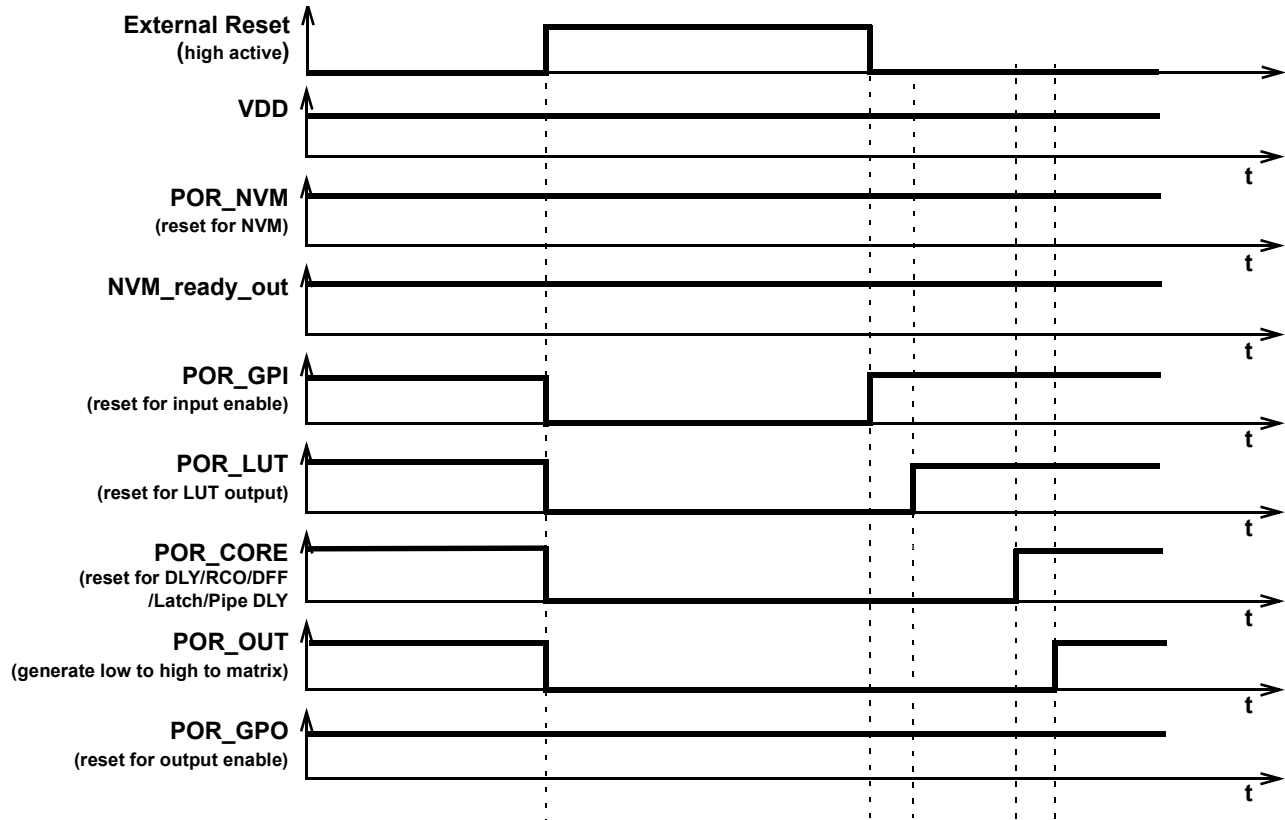 External Reset
(high active)
VDD
t
POR_NVM
(reset for NVM)
t
NVM_ready_out
t
POR_GPI
(reset for input enable)
t
POR_LUT
(reset for LUT output)
t
POR_CORE
(reset for DLY/RCO/DFF
/Latch/Pipe DLY
t
POR_OUT
(generate low to high to matrix)
t
POR_GPO
(reset for output enable)
t